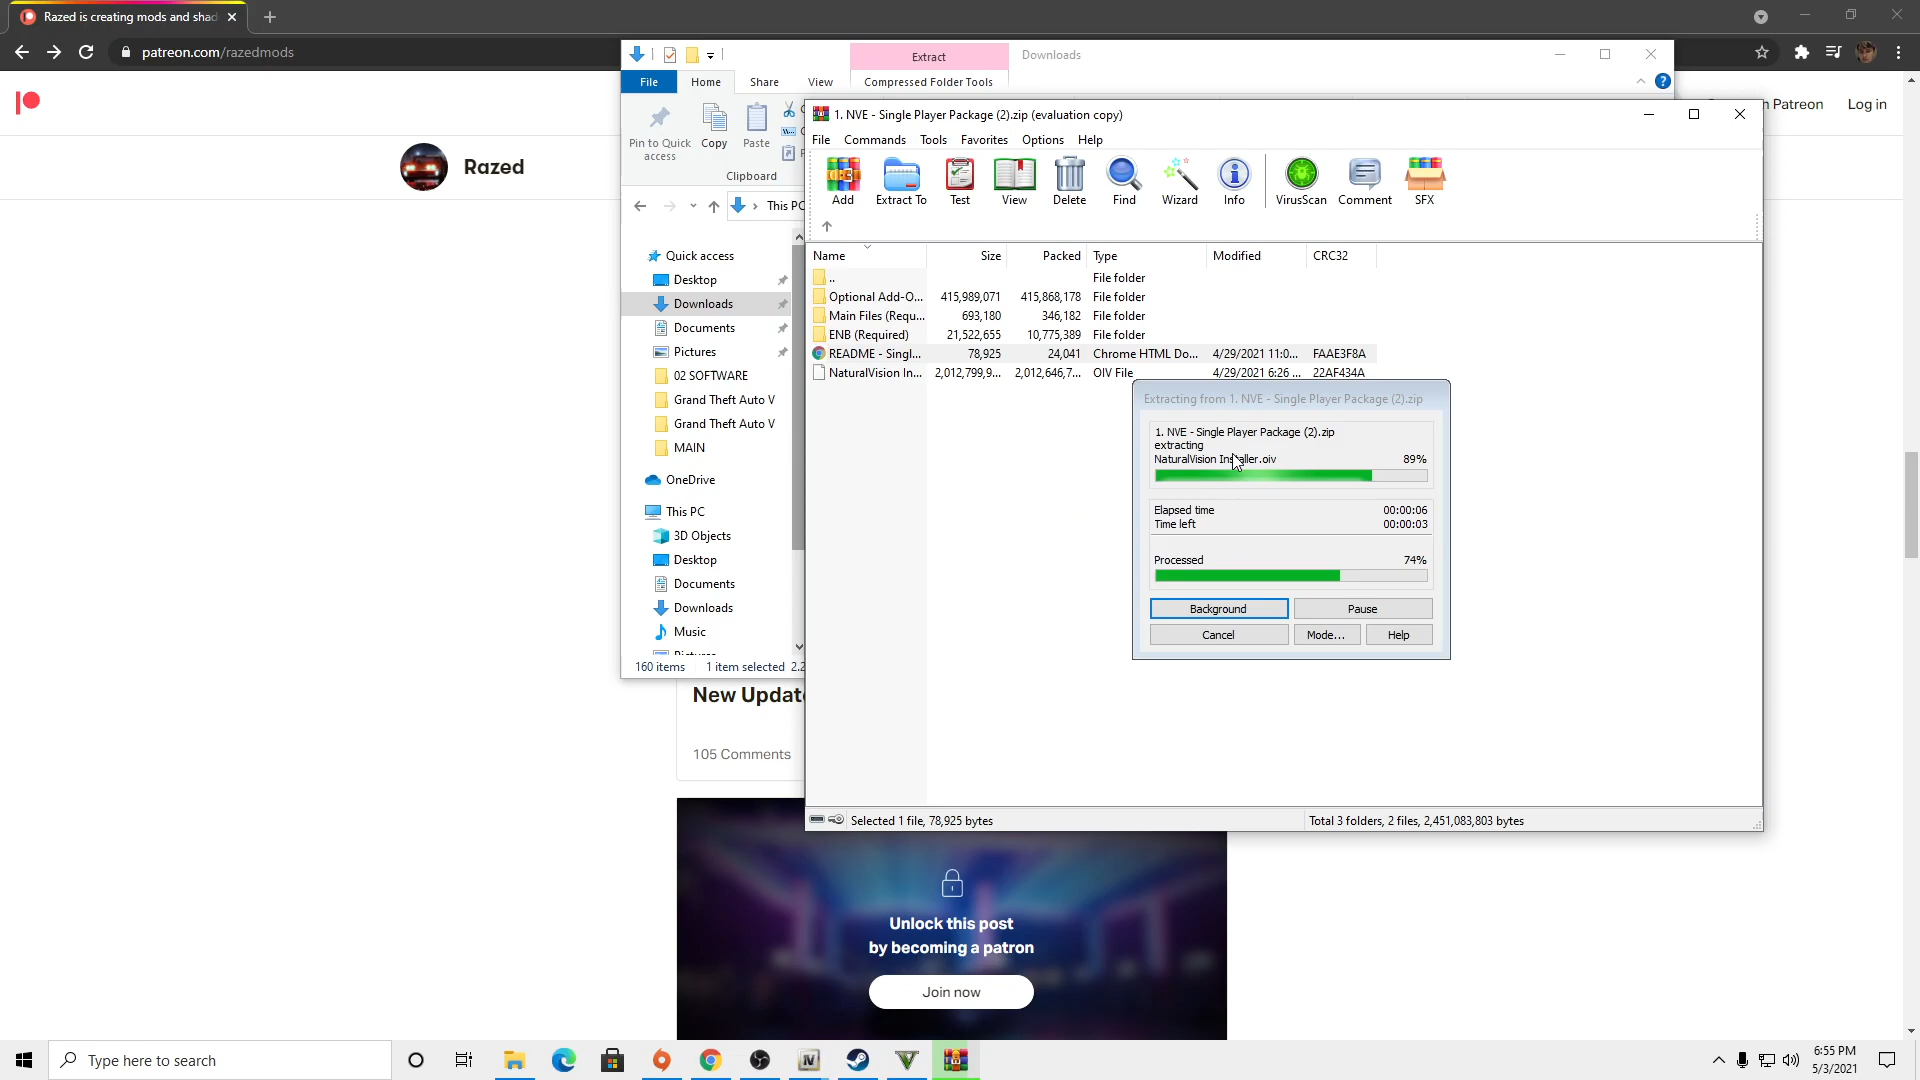 Razed is creating mods and shad
patreon.com/razedmods
Patreon
Log in
Razed
Extract
Downloads
File
Home
Share
View
Compressed Folder Tools
Pin to Quick access
Copy
Paste
Clipboard
This PC
Quick access
Desktop
Downloads
Documents
Pictures
02 SOFTWARE
Grand Theft Auto V
Grand Theft Auto V
MAIN
OneDrive
This PC
3D Objects
Desktop
Documents
Downloads
Music
160 items 1 item selected 2.2
1. NVE - Single Player Package (2).zip (evaluation copy)
File Commands Tools Favorites Options Help
Add Extract To Test View Delete Find Wizard Info VirusScan Comment SFX
Name Size Packed Type Modified CRC32
.. File folder
Optional Add-O... 415,989,071 415,868,178 File folder
Main Files (Requ... 693,180 346,182 File folder
ENB (Required) 21,522,655 10,775,389 File folder
README - Singl... 78,925 24,041 Chrome HTML Do... 4/29/2021 11:0... FAAE3F8A
NaturalVision In... 2,012,799,9... 2,012,646,7... OIV File 4/29/2021 6:26 ... 22AF434A
Extracting from 1. NVE - Single Player Package (2).zip
1. NVE - Single Player Package (2).zip
extracting
NaturalVision Installer.oiv 89%
Elapsed time 00:00:06
Time left 00:00:03
Processed 74%
Background Pause
Cancel Mode... Help
Selected 1 file, 78,925 bytes
Total 3 folders, 2 files, 2,451,083,803 bytes
New Updat
105 Comments
Unlock this post
by becoming a patron
Join now
Type here to search
6:55 PM
5/3/2021